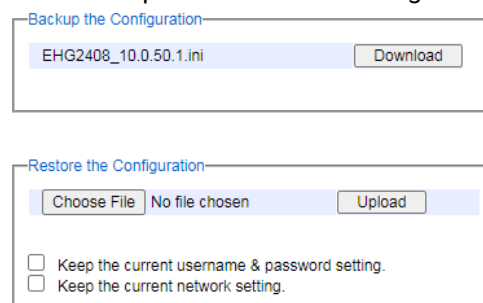 Backup the Configuration
EHG2408_10.0.50.1.ini Download
Restore the Configuration
Choose File No file chosen Upload
Keep the current username & password setting.
Keep the current network setting.